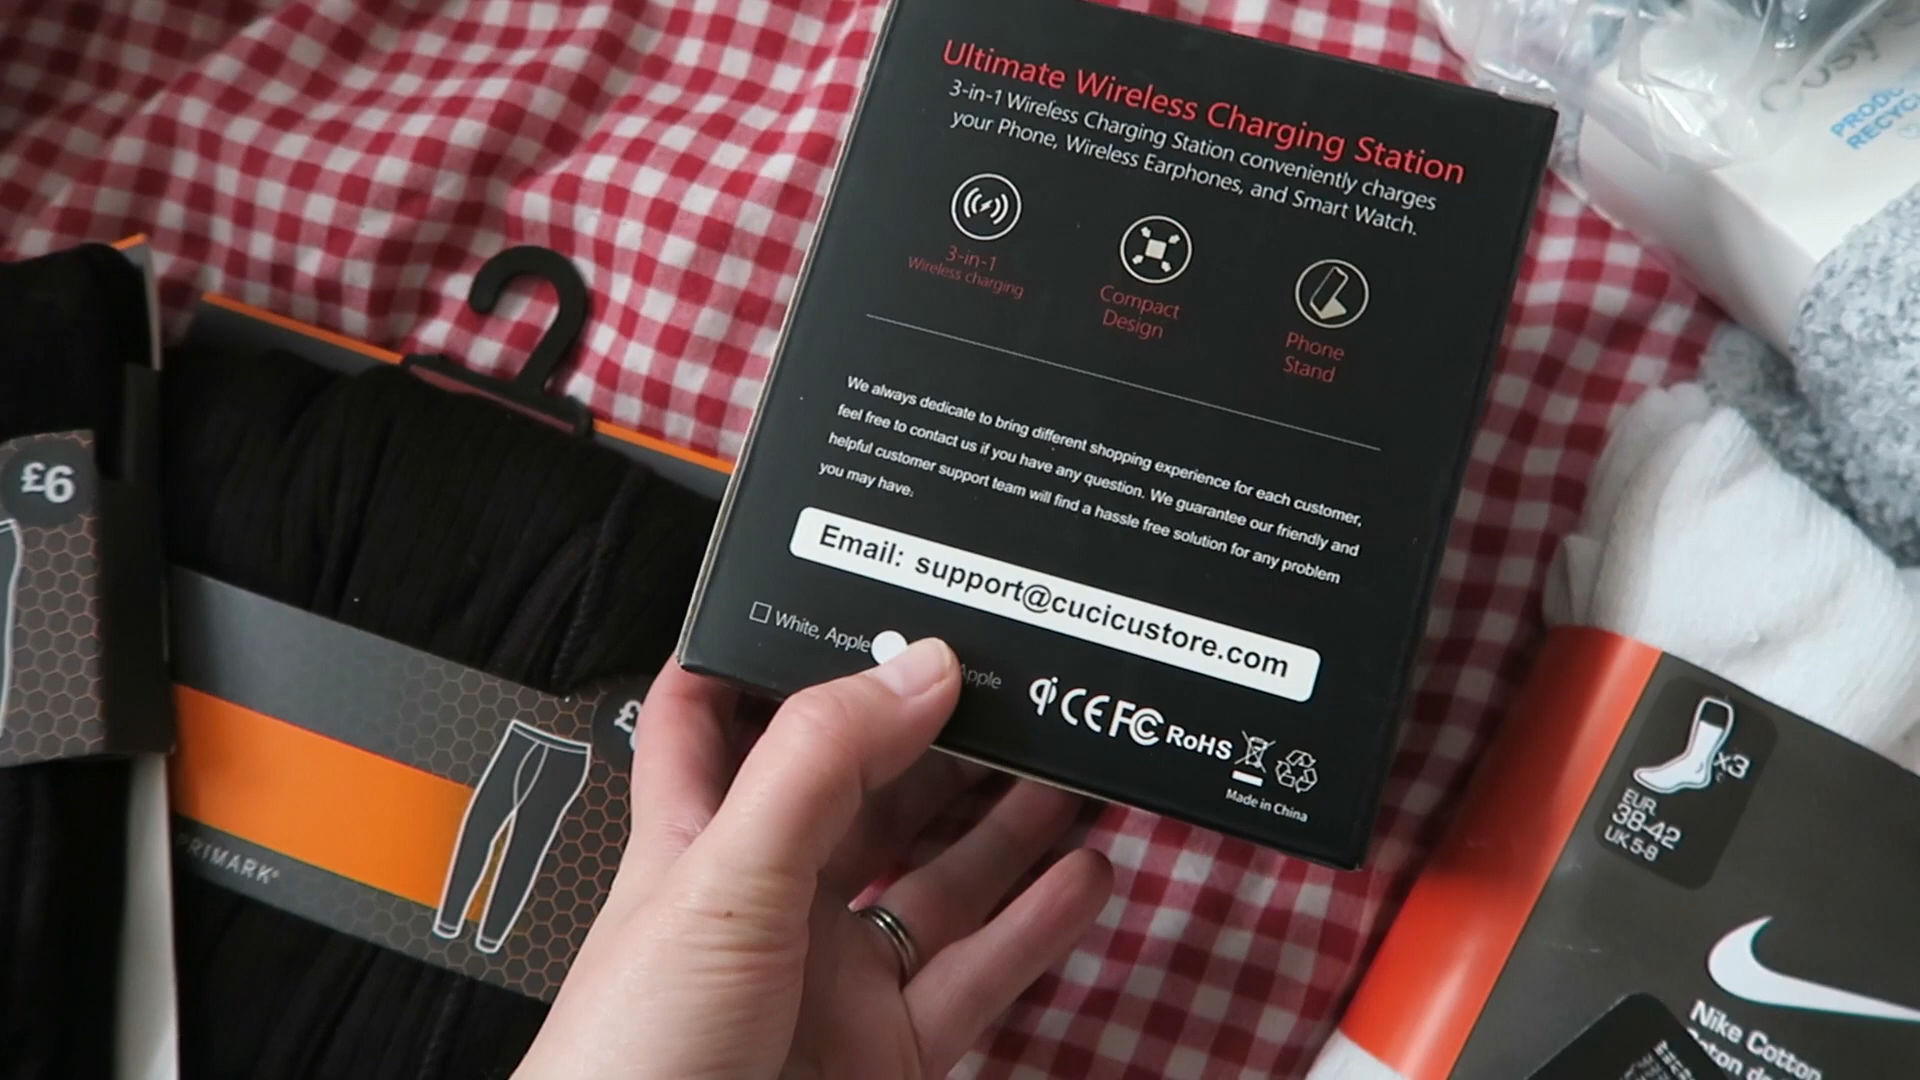 Ultimate Wireless Charging Station
3-in-1 Wireless Charging Station conveniently charges
your Phone, Wireless Earphones, and Smart Watch.
3-in-1
Wireless charging
Compact
Design
Phone
Stand
We always dedicate to bring different shopping experience for each customer,
feel free to contact us if you have any question. We guarantee our friendly and
helpful customer support team will find a hassle free solution for any problem
you may have.
Email: support@cucicustore.com
White, Apple
Apple
qi CE FC RoHS
Made in China
£6
£
PRIMARK
Cosy
RECYC
x3
EUR.
38-42
UK 5-8
Nike Cotton